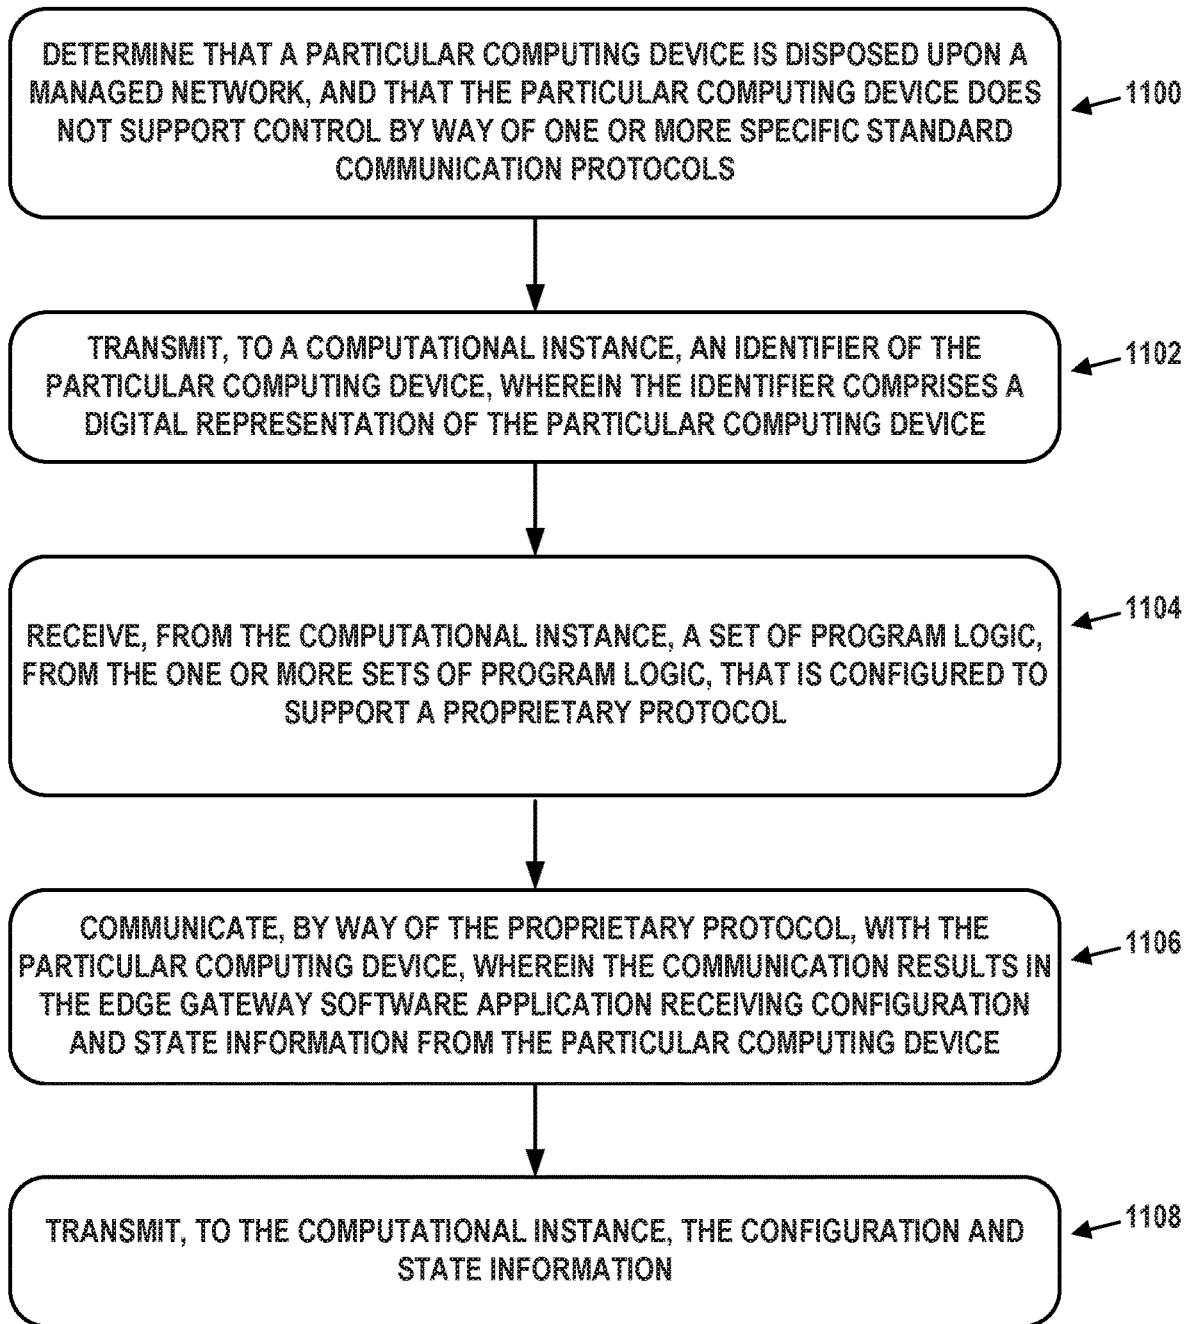 DETERMINE THAT A PARTICULAR COMPUTING DEVICE IS DISPOSED UPON A
MANAGED NETWORK, AND THAT THE PARTICULAR COMPUTING DEVICE DOES
NOT SUPPORT CONTROL BY WAY OF ONE OR MORE SPECIFIC STANDARD
COMMUNICATION PROTOCOLS
1100
TRANSMIT, TO A COMPUTATIONAL INSTANCE, AN IDENTIFIER OF THE
PARTICULAR COMPUTING DEVICE, WHEREIN THE IDENTIFIER COMPRISES A
DIGITAL REPRESENTATION OF THE PARTICULAR COMPUTING DEVICE
1102
RECEIVE, FROM THE COMPUTATIONAL INSTANCE, A SET OF PROGRAM LOGIC,
FROM THE ONE OR MORE SETS OF PROGRAM LOGIC, THAT IS CONFIGURED TO
SUPPORT A PROPRIETARY PROTOCOL
1104
COMMUNICATE, BY WAY OF THE PROPRIETARY PROTOCOL, WITH THE
PARTICULAR COMPUTING DEVICE, WHEREIN THE COMMUNICATION RESULTS IN
THE EDGE GATEWAY SOFTWARE APPLICATION RECEIVING CONFIGURATION
AND STATE INFORMATION FROM THE PARTICULAR COMPUTING DEVICE
1106
TRANSMIT, TO THE COMPUTATIONAL INSTANCE, THE CONFIGURATION AND
STATE INFORMATION
1108